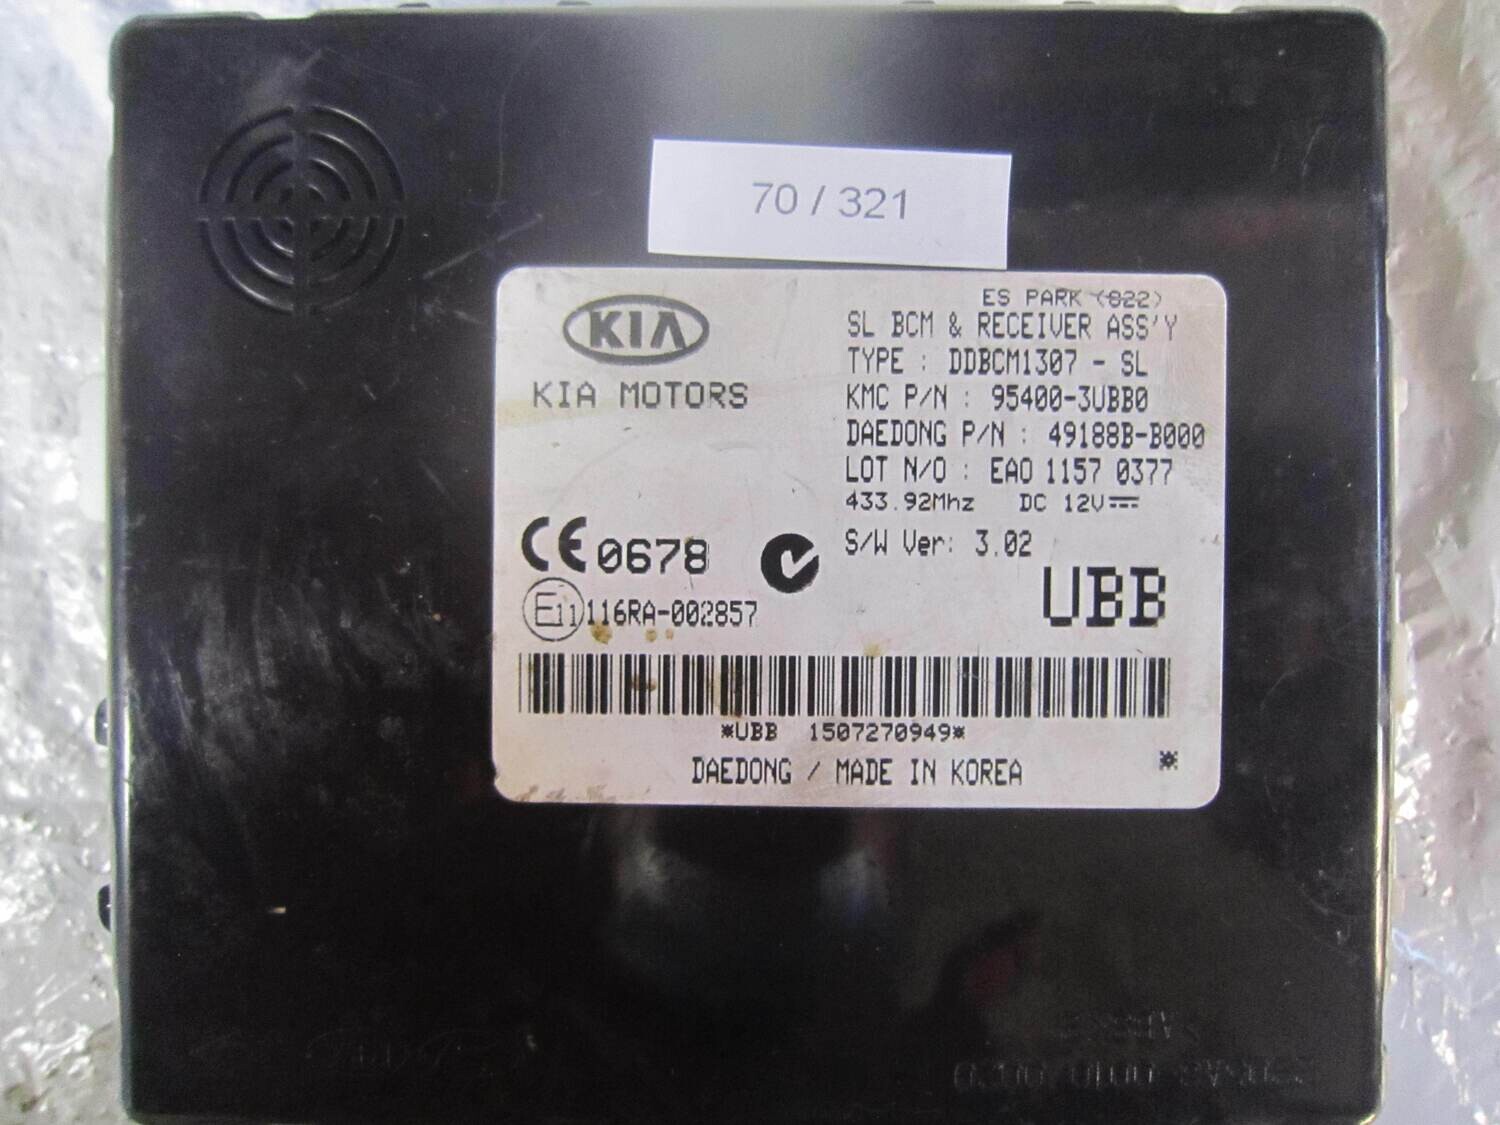 70 / 321
ES PARK (822)
KIA
KIA MOTORS
SL BCM & RECEIVER ASS'Y
TYPE : DDBCM1307 - SL
KMC P/N : 95400-3UBB0
DAEDONG P/N : 49188B-B000
LOT N/O : EAO 1157 0377
433.92Mhz DC 12V
S/W Ver: 3.02
CE 0678
UBB
E11 116RA-002857
*UBB 1507270949*
DAEDONG / MADE IN KOREA